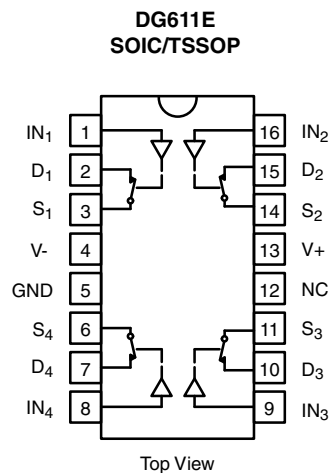 DG611E
SOIC/TSSOP
IN1 1 16 IN2
D1 2 15 D2
S1 3 14 S2
V- 4 13 V+
GND 5 12 NC
S4 6 11 S3
D4 7 10 D3
IN4 8 9 IN3
Top View